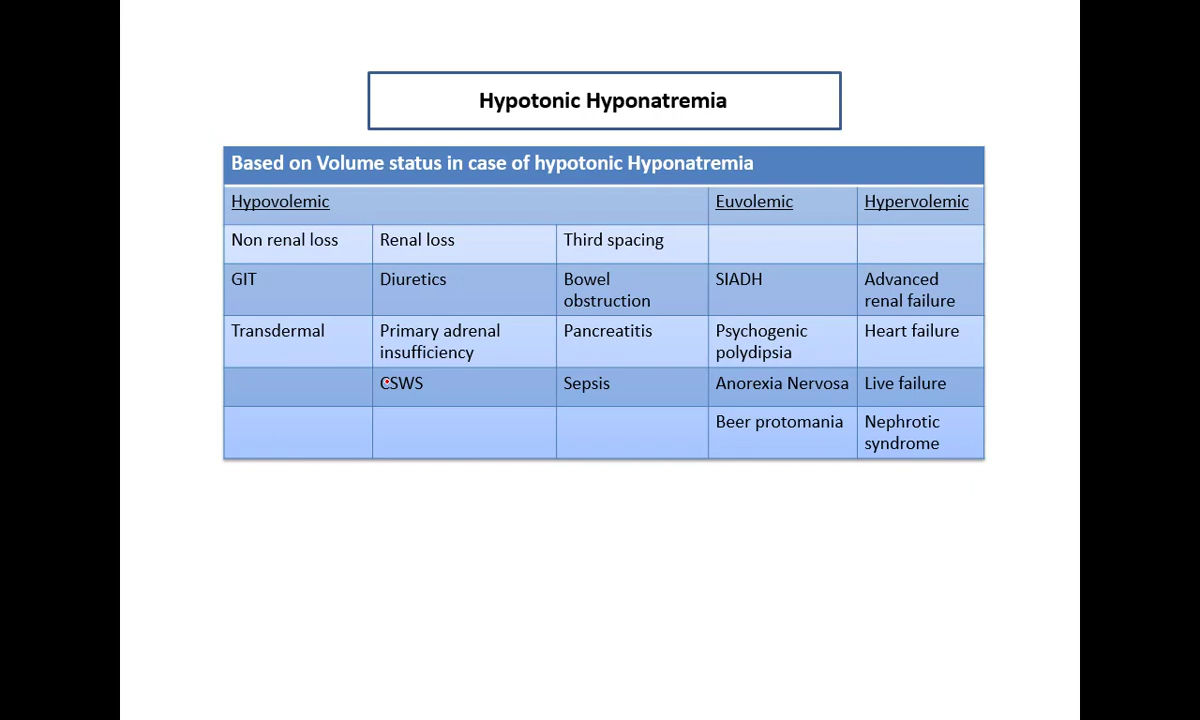 Hypotonic Hyponatremia
Based on Volume status in case of hypotonic Hyponatremia
Hypovolemic Euvolemic Hypervolemic
Non renal loss Renal loss Third spacing
GIT Diuretics Bowel obstruction SIADH Advanced renal failure
Transdermal Primary adrenal insufficiency Pancreatitis Psychogenic polydipsia Heart failure
CSWS Sepsis Anorexia Nervosa Live failure
Beer protomania Nephrotic syndrome